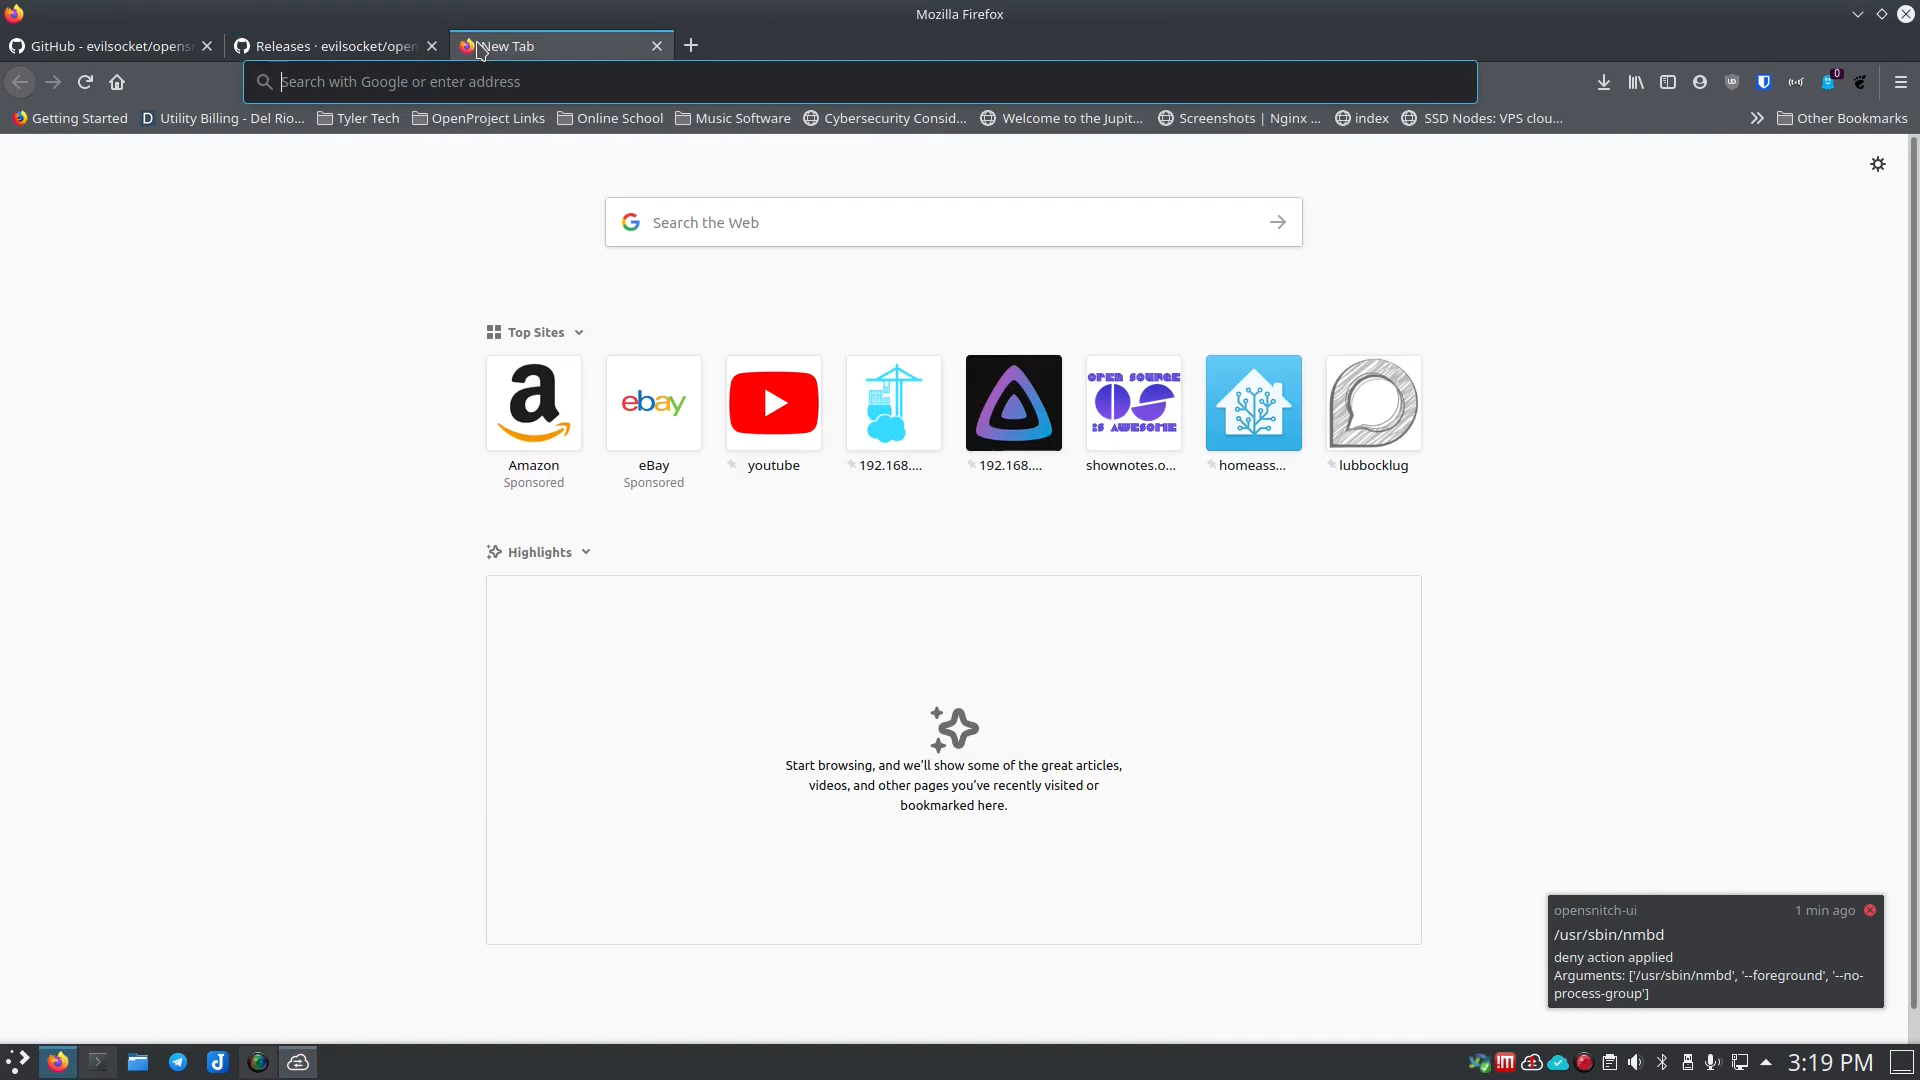 Mozilla Firefox
GitHub - evilsocket/opens
Releases · evilsocket/open
New Tab
Search with Google or enter address
UD
0
Getting Started
Utility Billing - Del Rio...
Tyler Tech
OpenProject Links
Online School
Music Software
Cybersecurity Consid...
Welcome to the Jupit...
Screenshots | Nginx ...
index
SSD Nodes: VPS clou...
Other Bookmarks
Search the Web
Top Sites
ebay
OPEN SOURCE
OS
IS AWESOME
Amazon
Sponsored
eBay
Sponsored
youtube
192.168....
192.168....
shownotes.o...
homeass...
lubbocklug
Highlights
Start browsing, and we’ll show some of the great articles,
videos, and other pages you’ve recently visited or
bookmarked here.
opensnitch-ui
1 min ago
/usr/sbin/nmbd
deny action applied
Arguments: ['/usr/sbin/nmbd', '--foreground', '--no-
process-group']
3:19 PM